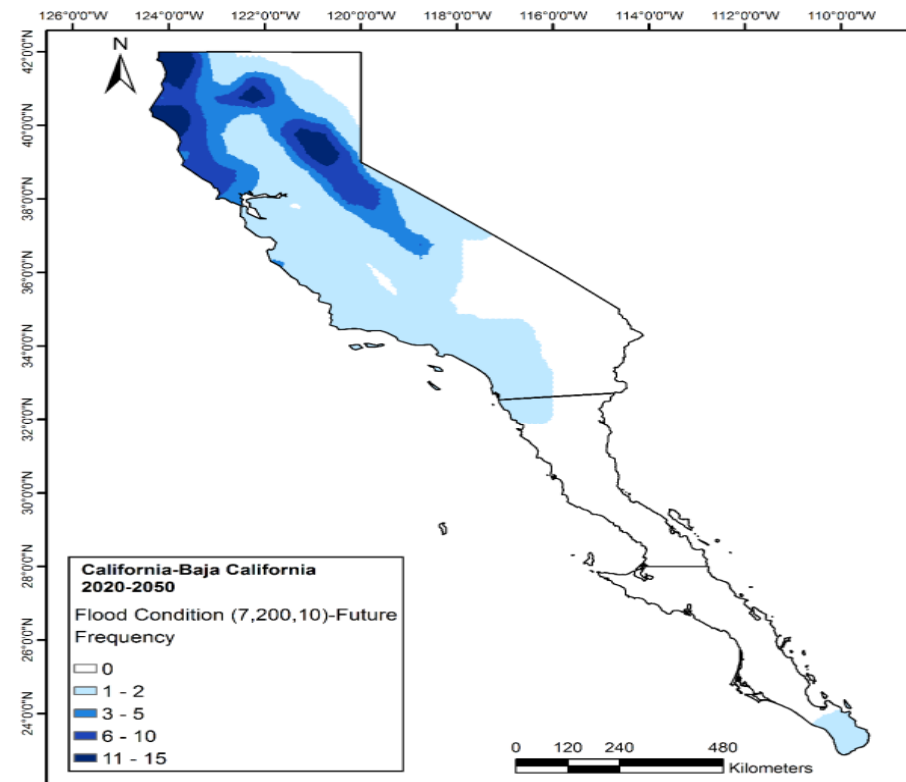 126°0'0"W 124°0'0"W 122°0'0"W 120°0'0"W 118°0'0"W 116°0'0"W 114°0'0"W 112°0'0"W 110°0'0"W
N
42°0'0"N
40°0'0"N
38°0'0"N
36°0'0"N
34°0'0"N
32°0'0"N
30°0'0"N
28°0'0"N
26°0'0"N
24°0'0"N
California-Baja California
2020-2050
Flood Condition (7,200,10)-Future
Frequency
0
1 - 2
3 - 5
6 - 10
11 - 15
0 120 240 480
Kilometers